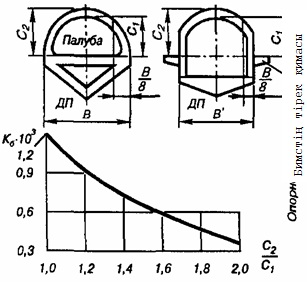 C₂
Палуба
C₁
B/8
ДП
B
C₂
C₁
B/8
ДП
B'
Опорн Бимстің тірек қимасы
Kб·10³
1,2
0,9
0,6
0,3
1,0 1,2 1,4 1,6 1,8 2,0
C₂/C₁